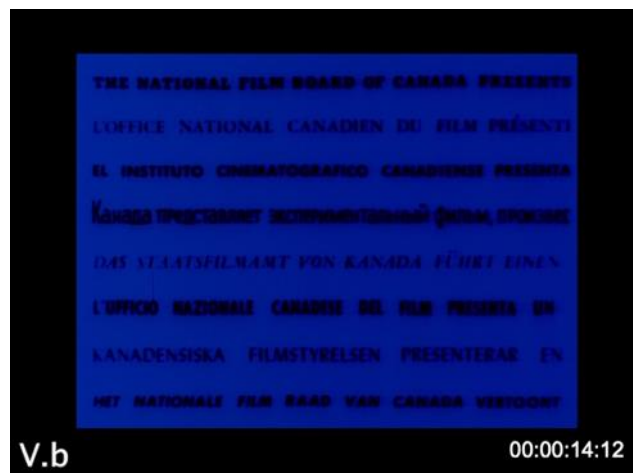 THE NATIONAL FILM BOARD OF CANADA PRESENTS
L'OFFICE NATIONAL CANADIEN DU FILM PRÉSENT
EL INSTITUTO CINEMATOGRAFICO CANADIENSE PRESENTA
Канада представляет экспериментальный фильм,
DAS STAATSFILMAMT VON KANADA FÜHRT EINEN
L'UFFICIO NAZIONALE CANADESE DEL FILM PRESENTA UN
KANADENSISKA FILMSTYRELSEN PRESENTERAR EN
HET NATIONALE FILM RAAD VAN CANADA VERTOONT
V.b
00:00:14:12